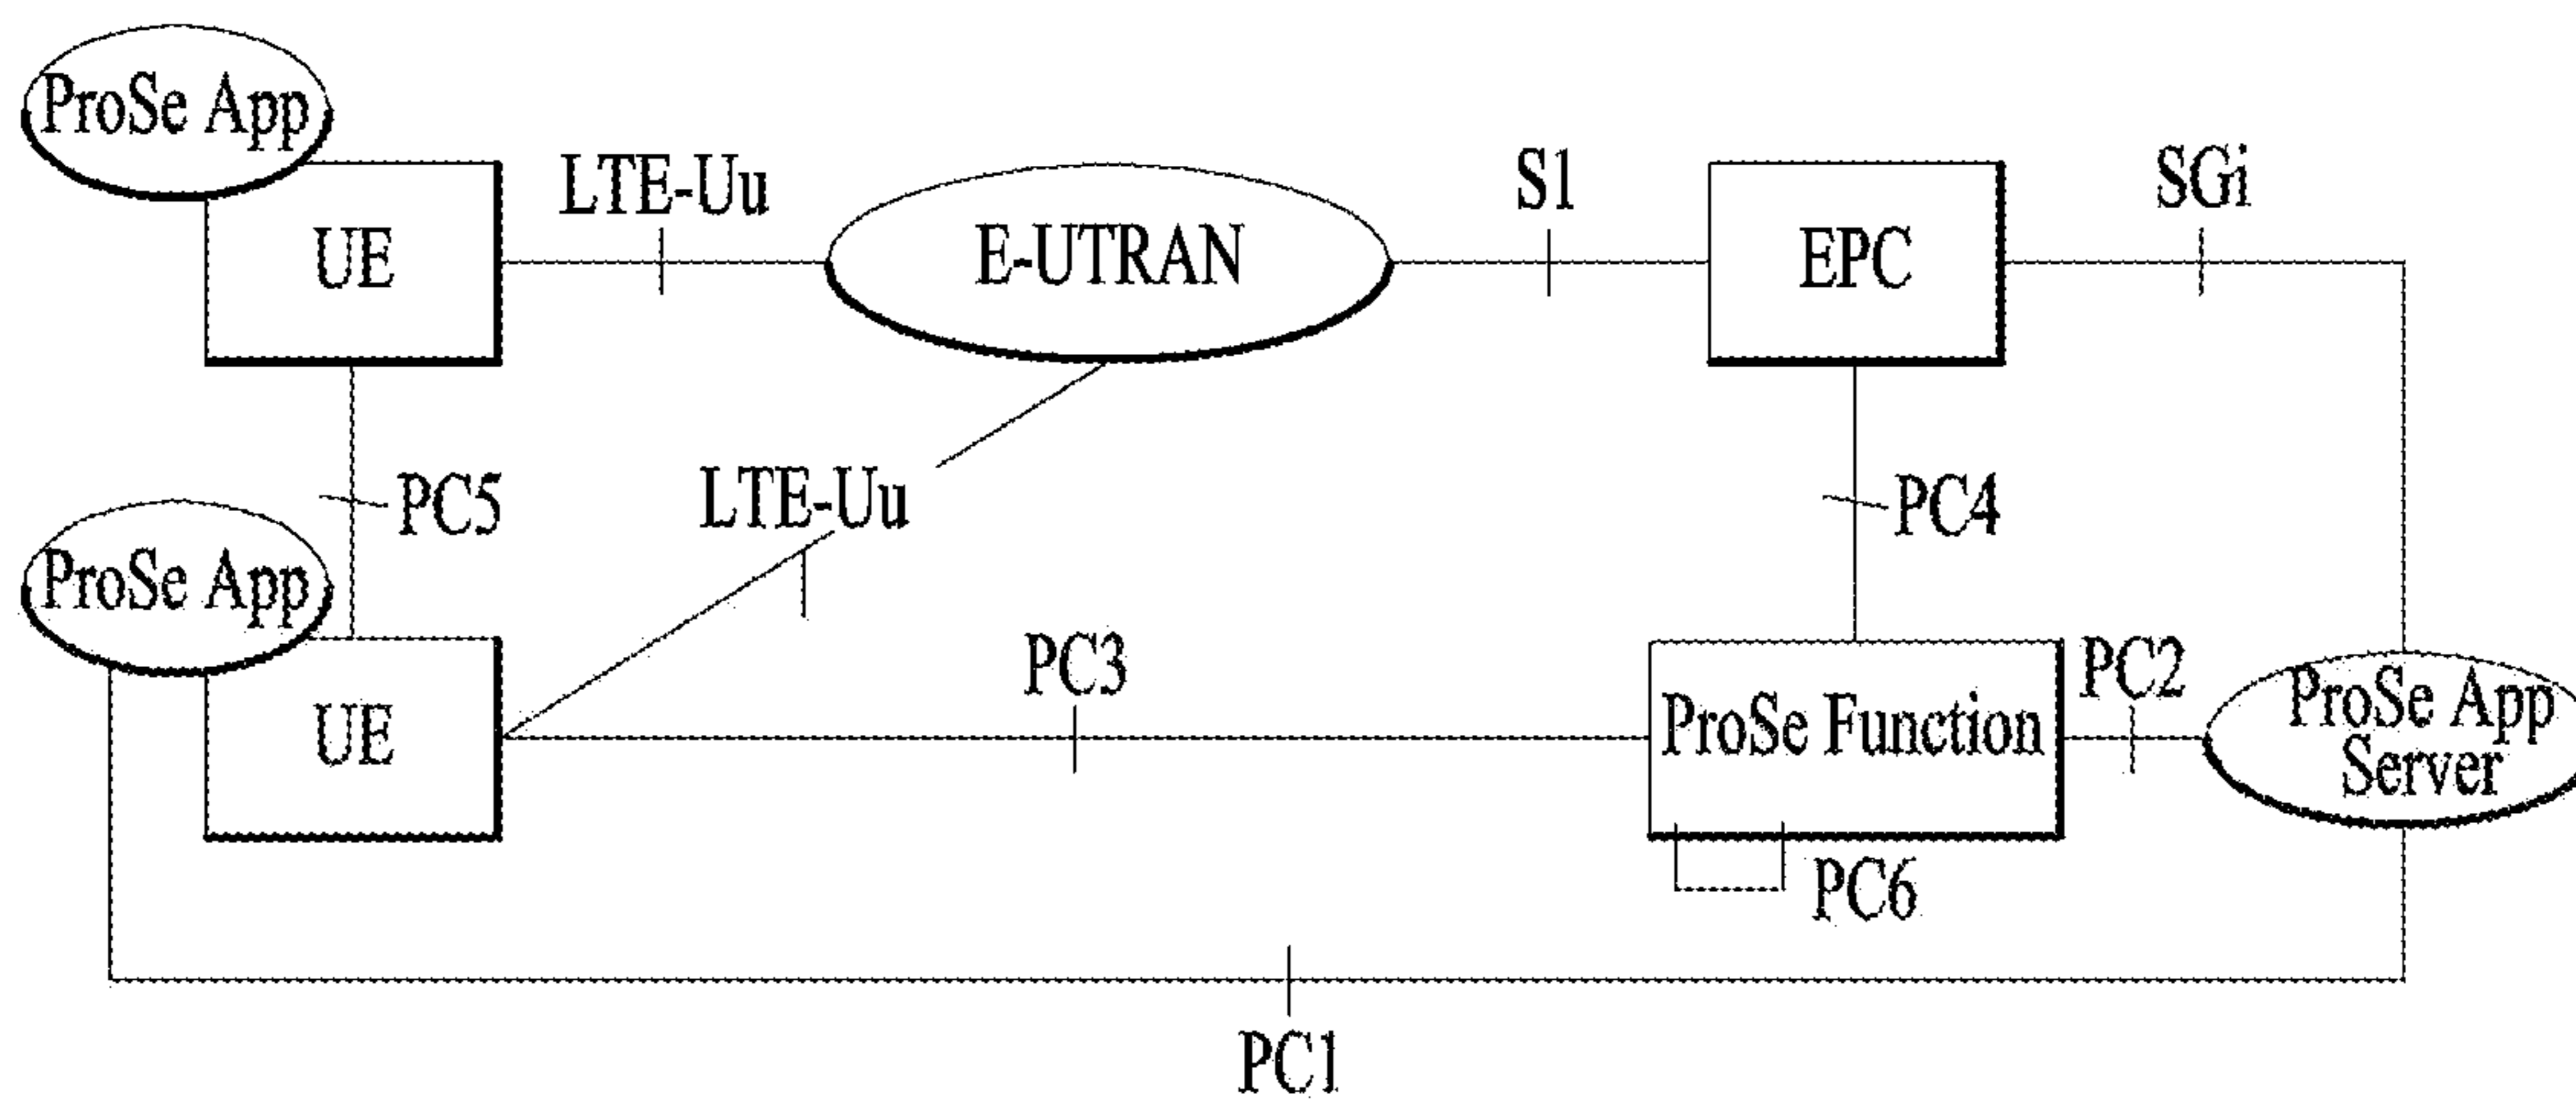 ProSe App
LTE-Uu
S1
SGi
UE
E-UTRAN
EPC
PC5
LTE-Uu
PC4
ProSe App
PC3
PC2
UE
ProSe Function
ProSe App
Server
PC6
PC1